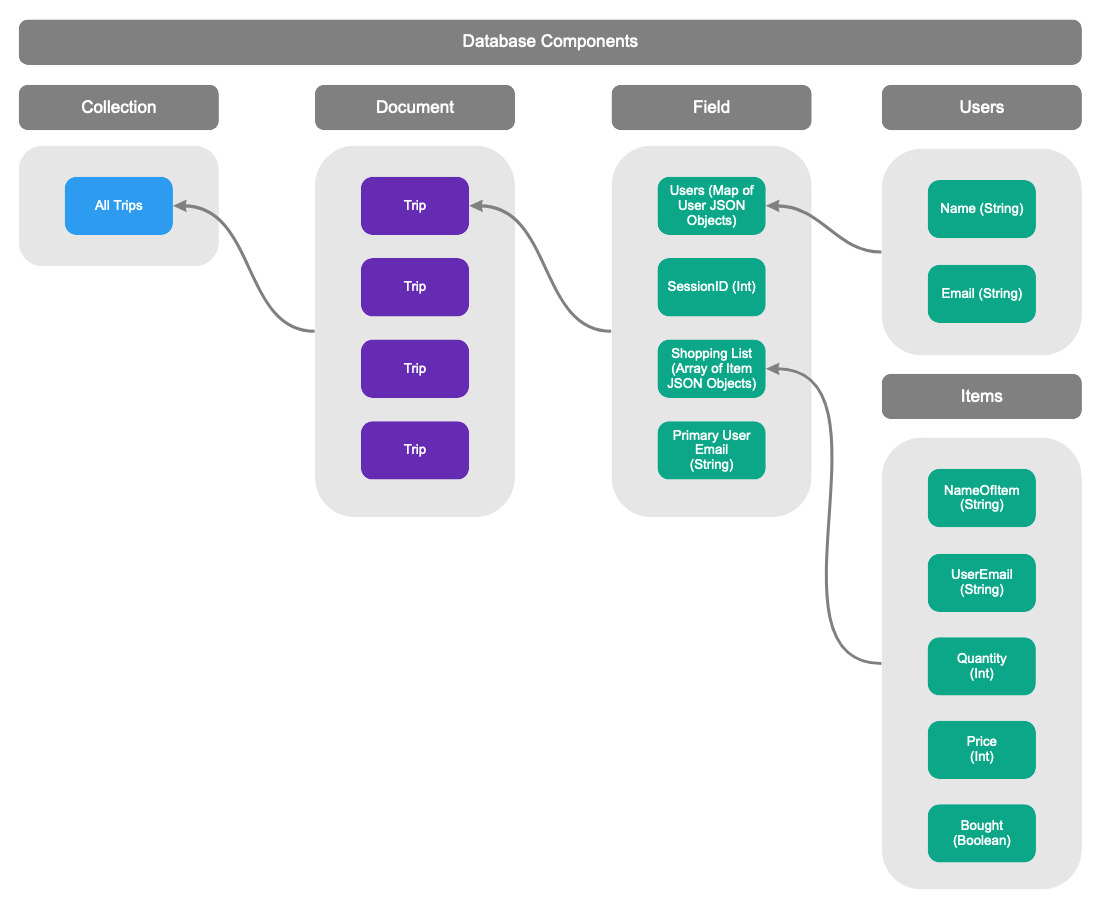 Database Components
Collection
Document
Field
Users
All Trips
Trip
Trip
Trip
Trip
Users (Map of
User JSON
Objects)
SessionID (Int)
Shopping List
(Array of Item
JSON Objects)
Primary User
Email
(String)
Name (String)
Email (String)
Items
NameOfItem
(String)
UserEmail
(String)
Quantity
(Int)
Price
(Int)
Bought
(Boolean)